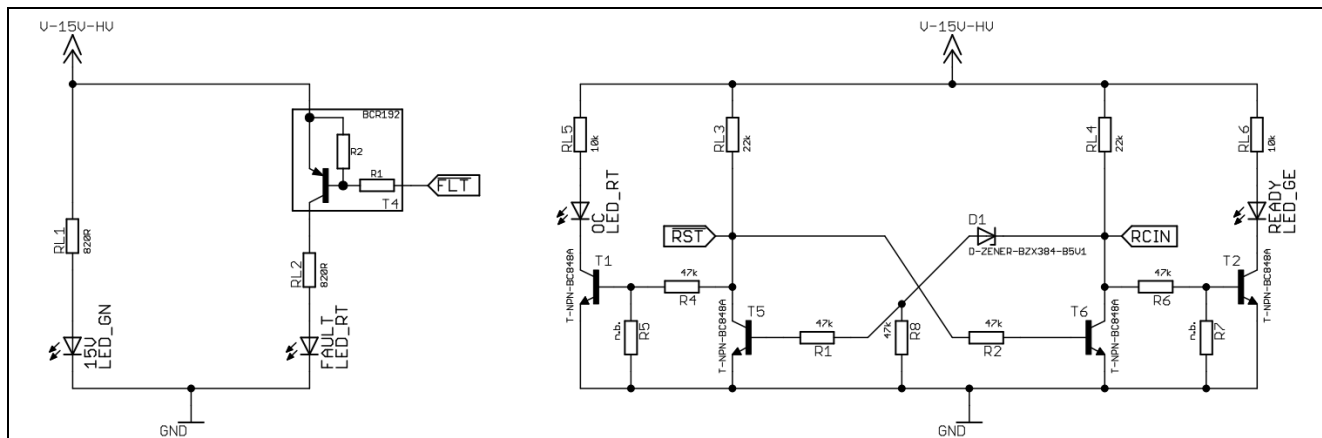 V-15V-HV
BCR192
R2
R1
FLT
T4
RL1
820R
RL2
820R
15V
LED_GN
FAULT
LED_RT
GND
V-15V-HV
RL5
10k
RL3
22k
RL4
22k
RL6
10k
OC
LED_RT
READY
LED_GE
RST
D1
D-ZENER-BZX384-B5V1
RCIN
T1
T-NPN-BC848A
47k
R4
n.b.
R5
T5
T-NPN-BC848A
47k
R1
47k
R8
47k
R2
T6
T-NPN-BC848A
47k
R6
n.b.
R7
T2
T-NPN-BC848A
GND